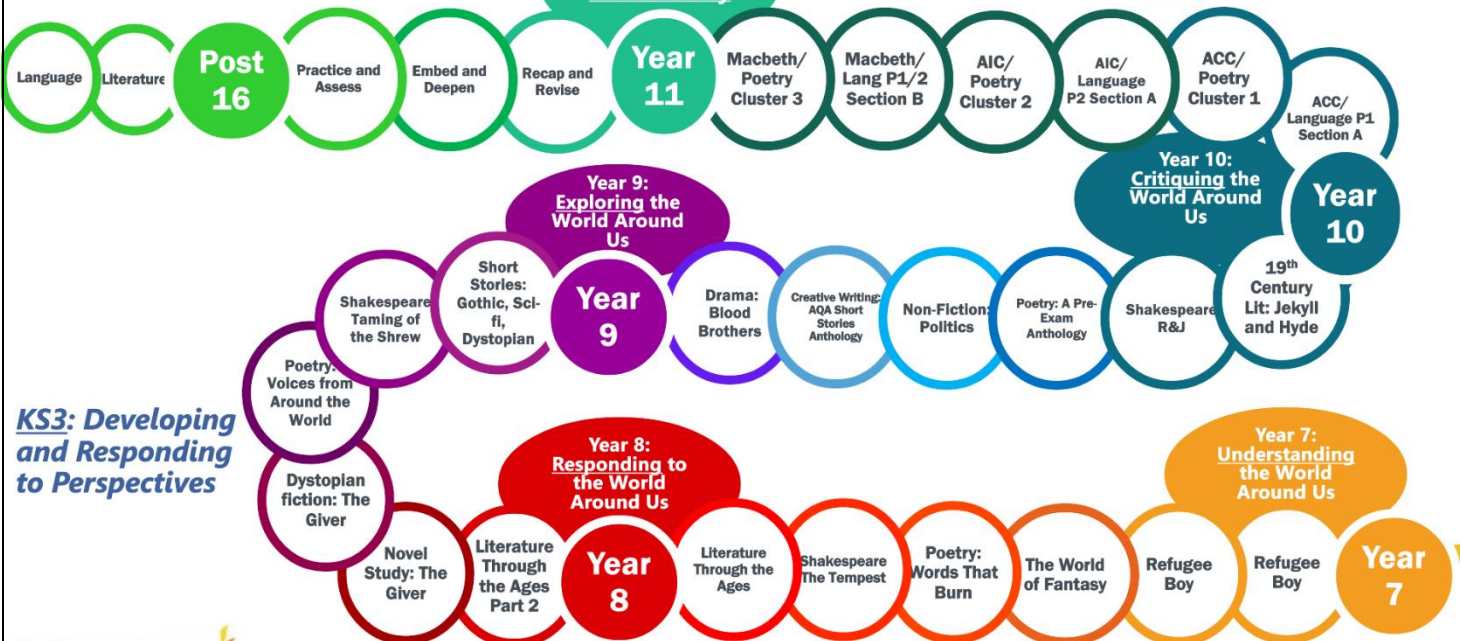 Language
Literature
Post
16
Practice and
Assess
Embed and
Deepen
Recap and
Revise
Year
11
Macbeth/
Poetry
Cluster 3
Macbeth/
Lang P1/2
Section B
AIC/
Poetry
Cluster 2
AIC/
Language
P2 Section A
ACC/
Poetry
Cluster 1
ACC/
Language P1
Section A
Year 10:
Critiquing the
World Around
Us
Year
10
Year 9:
Exploring the
World Around
Us
Shakespeare
Taming of
the Shrew
Short
Stories:
Gothic, Sci-
fi,
Dystopian
Year
9
Drama:
Blood
Brothers
Creative Writing:
AQA Short
Stories
Anthology
Non-Fiction:
Politics
Poetry: A Pre-
Exam
Anthology
Shakespeare
R&J
19th
Century
Lit: Jekyll
and Hyde
Poetry:
Voices from
Around the
World
KS3: Developing
and Responding
to Perspectives
Dystopian
fiction: The
Giver
Year 8:
Responding to
the World
Around Us
Year 7:
Understanding
the World
Around Us
Novel
Study: The
Giver
Literature
Through
the Ages
Part 2
Year
8
Literature
Through the
Ages
Shakespeare
The Tempest
Poetry:
Words That
Burn
The World
of Fantasy
Refugee
Boy
Refugee
Boy
Year
7